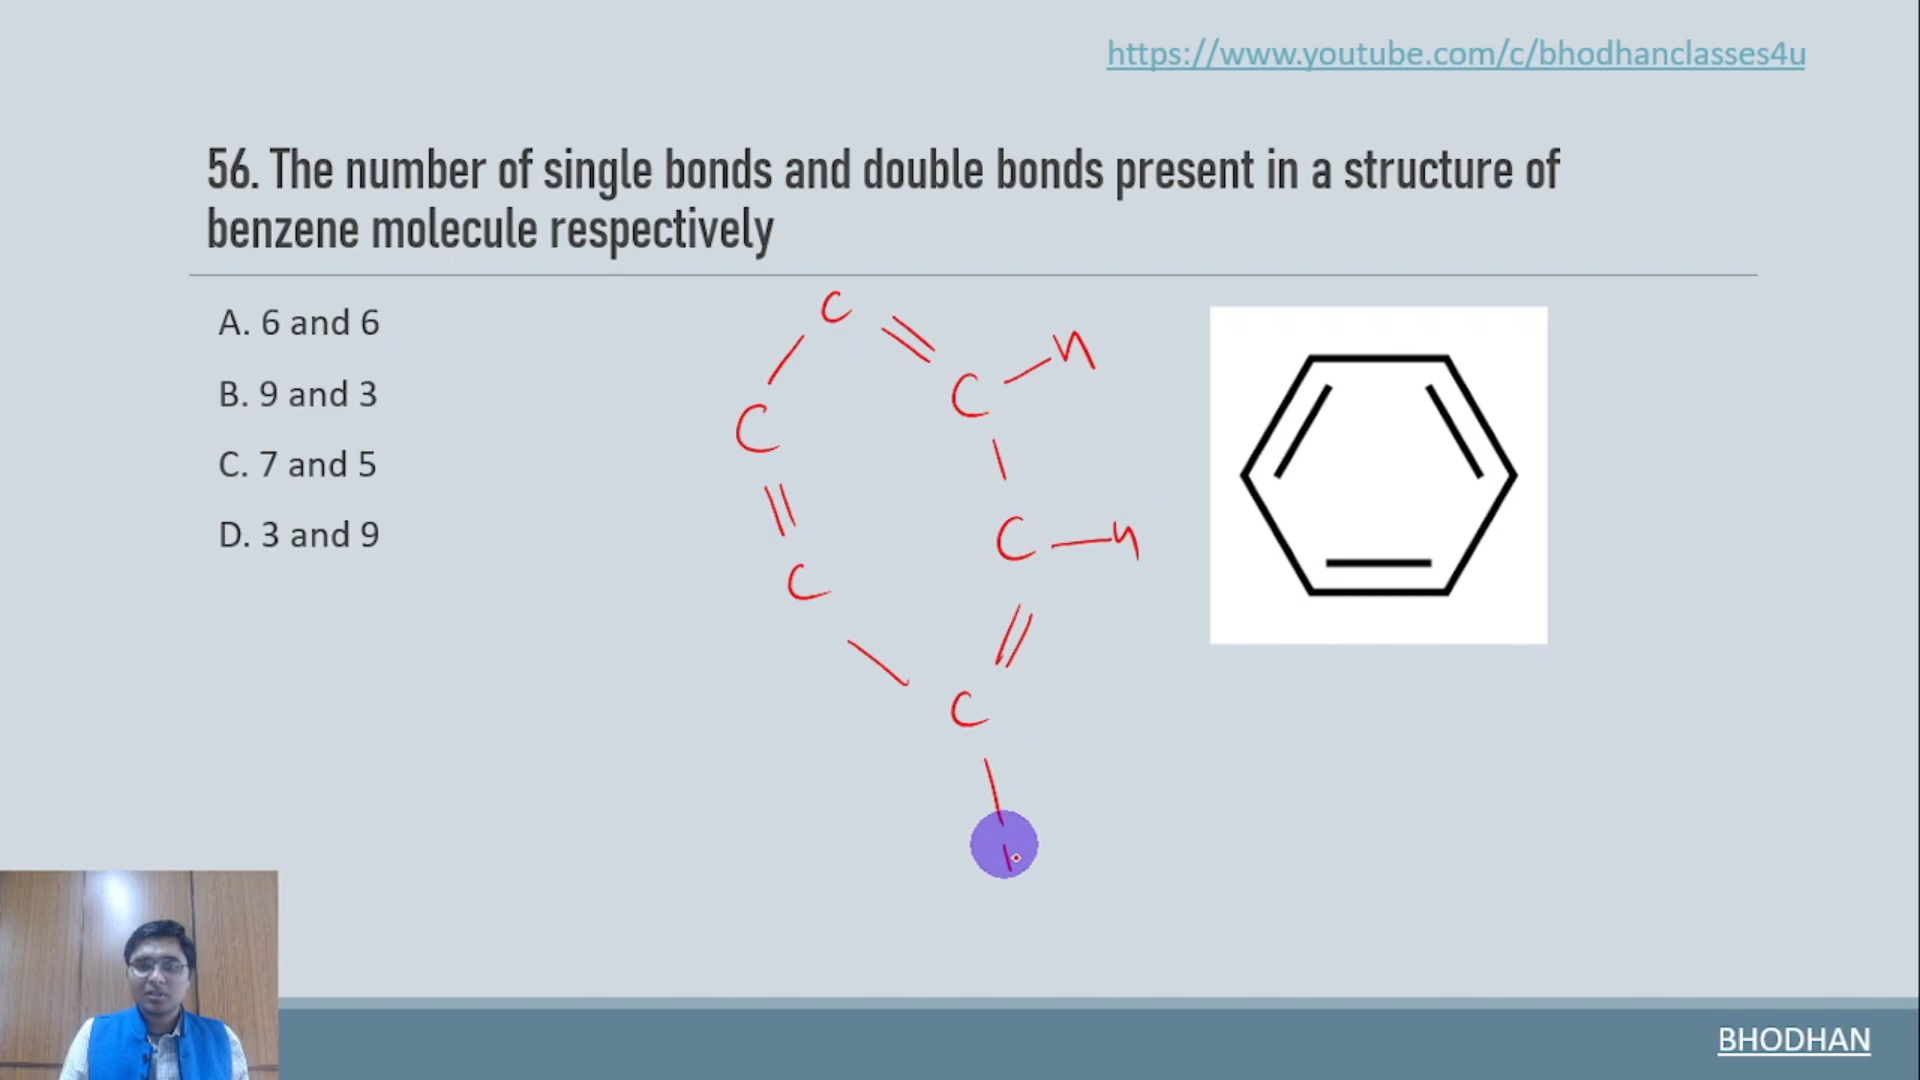 https://www.youtube.com/c/bhodhanclasses4u
56. The number of single bonds and double bonds present in a structure of
benzene molecule respectively
A. 6 and 6
B. 9 and 3
C. 7 and 5
D. 3 and 9
C
C H
C
C H
C
C
BHODHAN